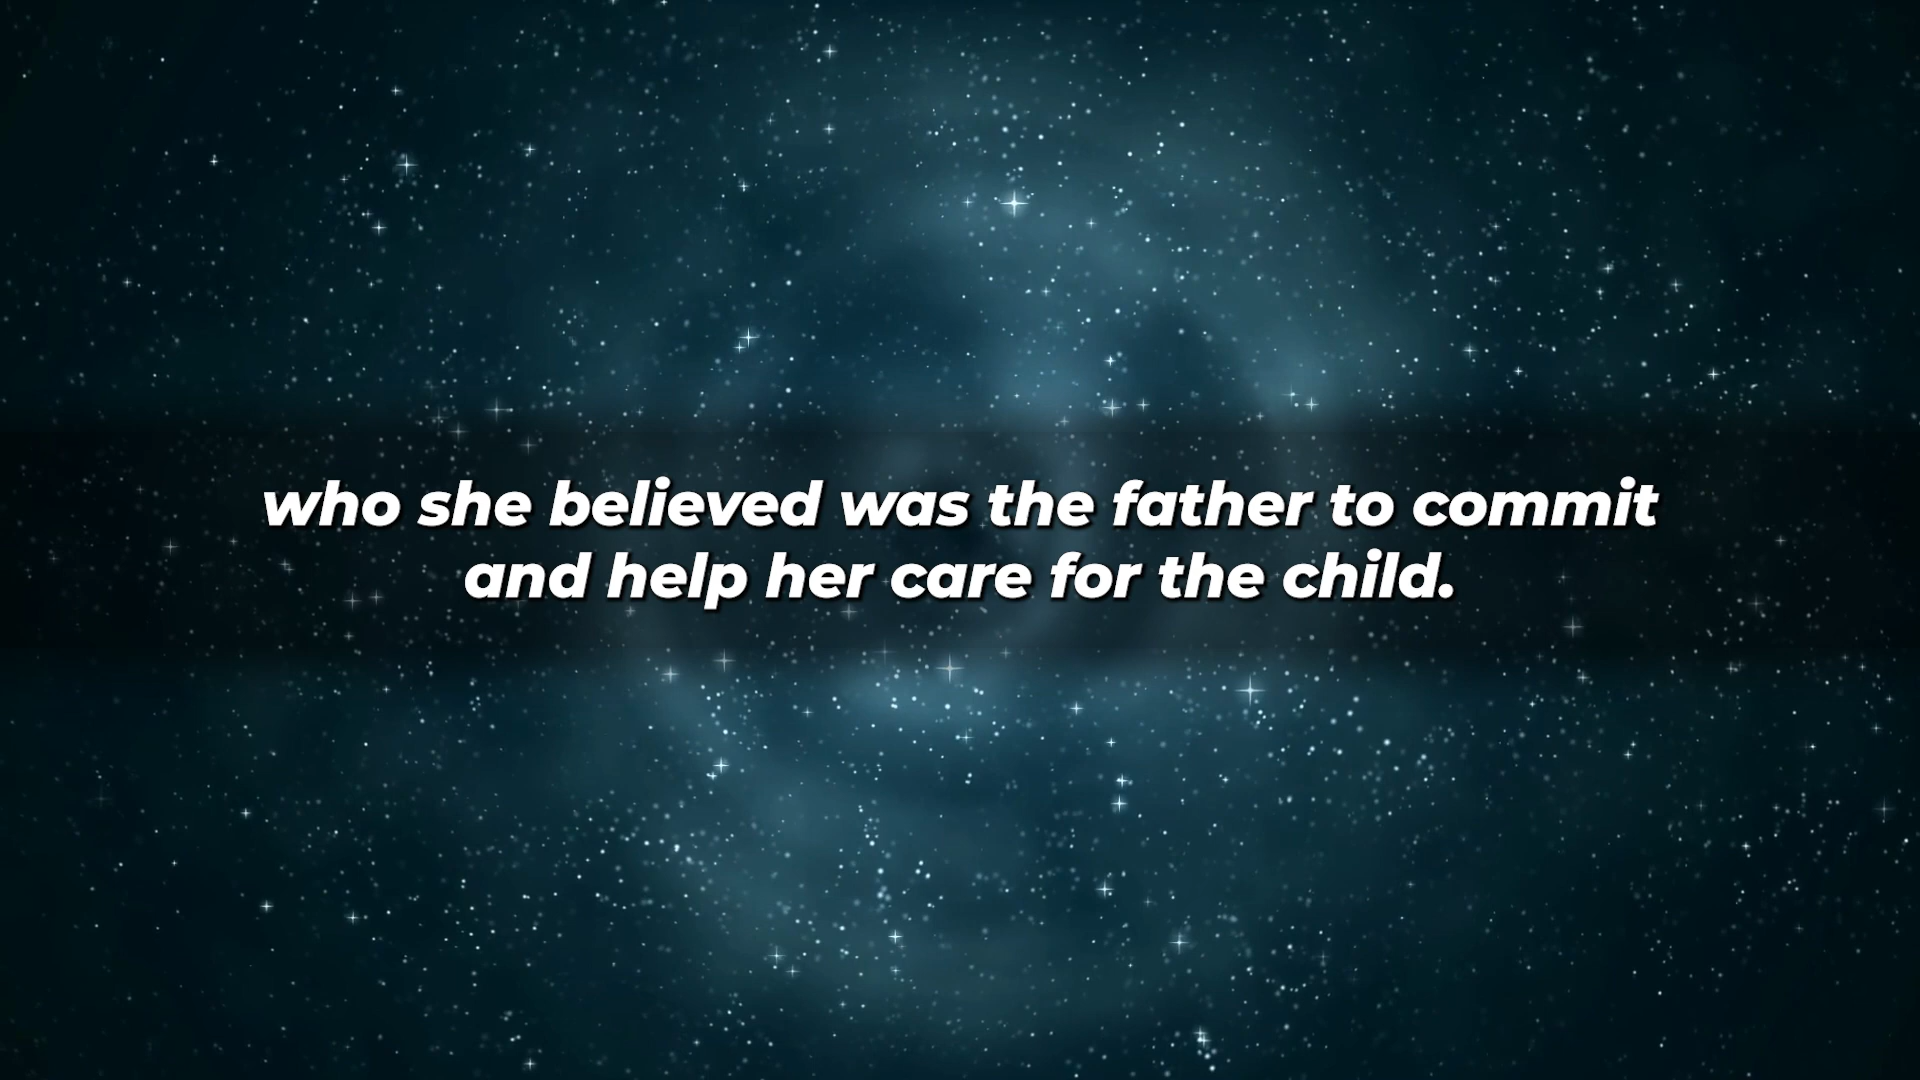 who she believed was the father to commit
and help her care for the child.